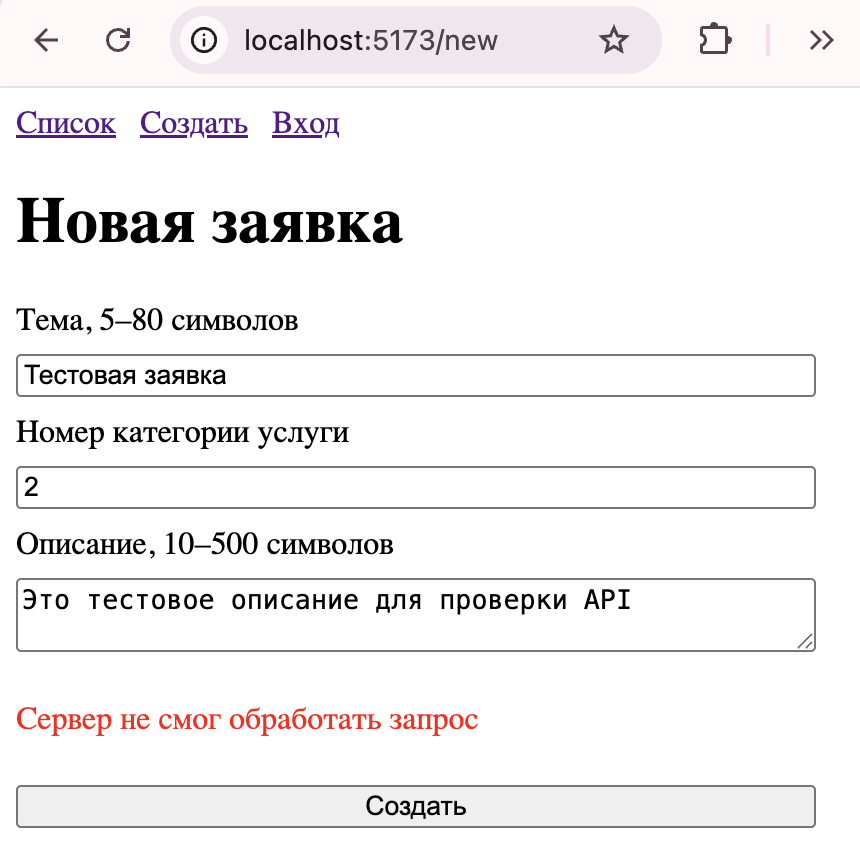 localhost:5173/new
Список Создать Вход
Новая заявка
Тема, 5–80 символов
Тестовая заявка
Номер категории услуги
2
Описание, 10–500 символов
Это тестовое описание для проверки API
Сервер не смог обработать запрос
Создать